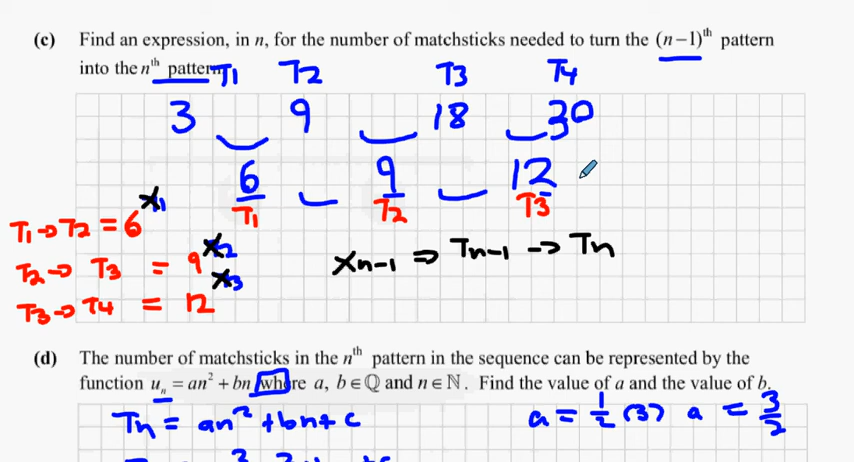 (c) Find an expression, in n, for the number of matchsticks needed to turn the (n−1)th pattern
into the nth pattern.
T1 T2 T3 T4
3 9 18 30
6 9 12
T1 T2 T3
T1→T2 = 6 x1
T2→ T3 = 9 x2
T3→ T4 = 12 x3
xn-1 ⇒ Tn-1 → Tn
(d) The number of matchsticks in the nth pattern in the sequence can be represented by the
function un = an² + bn where a, b ∈ ℚ and n ∈ ℕ. Find the value of a and the value of b.
Tn = an² + bn + c
a = 1/2 (3) a = 3/2